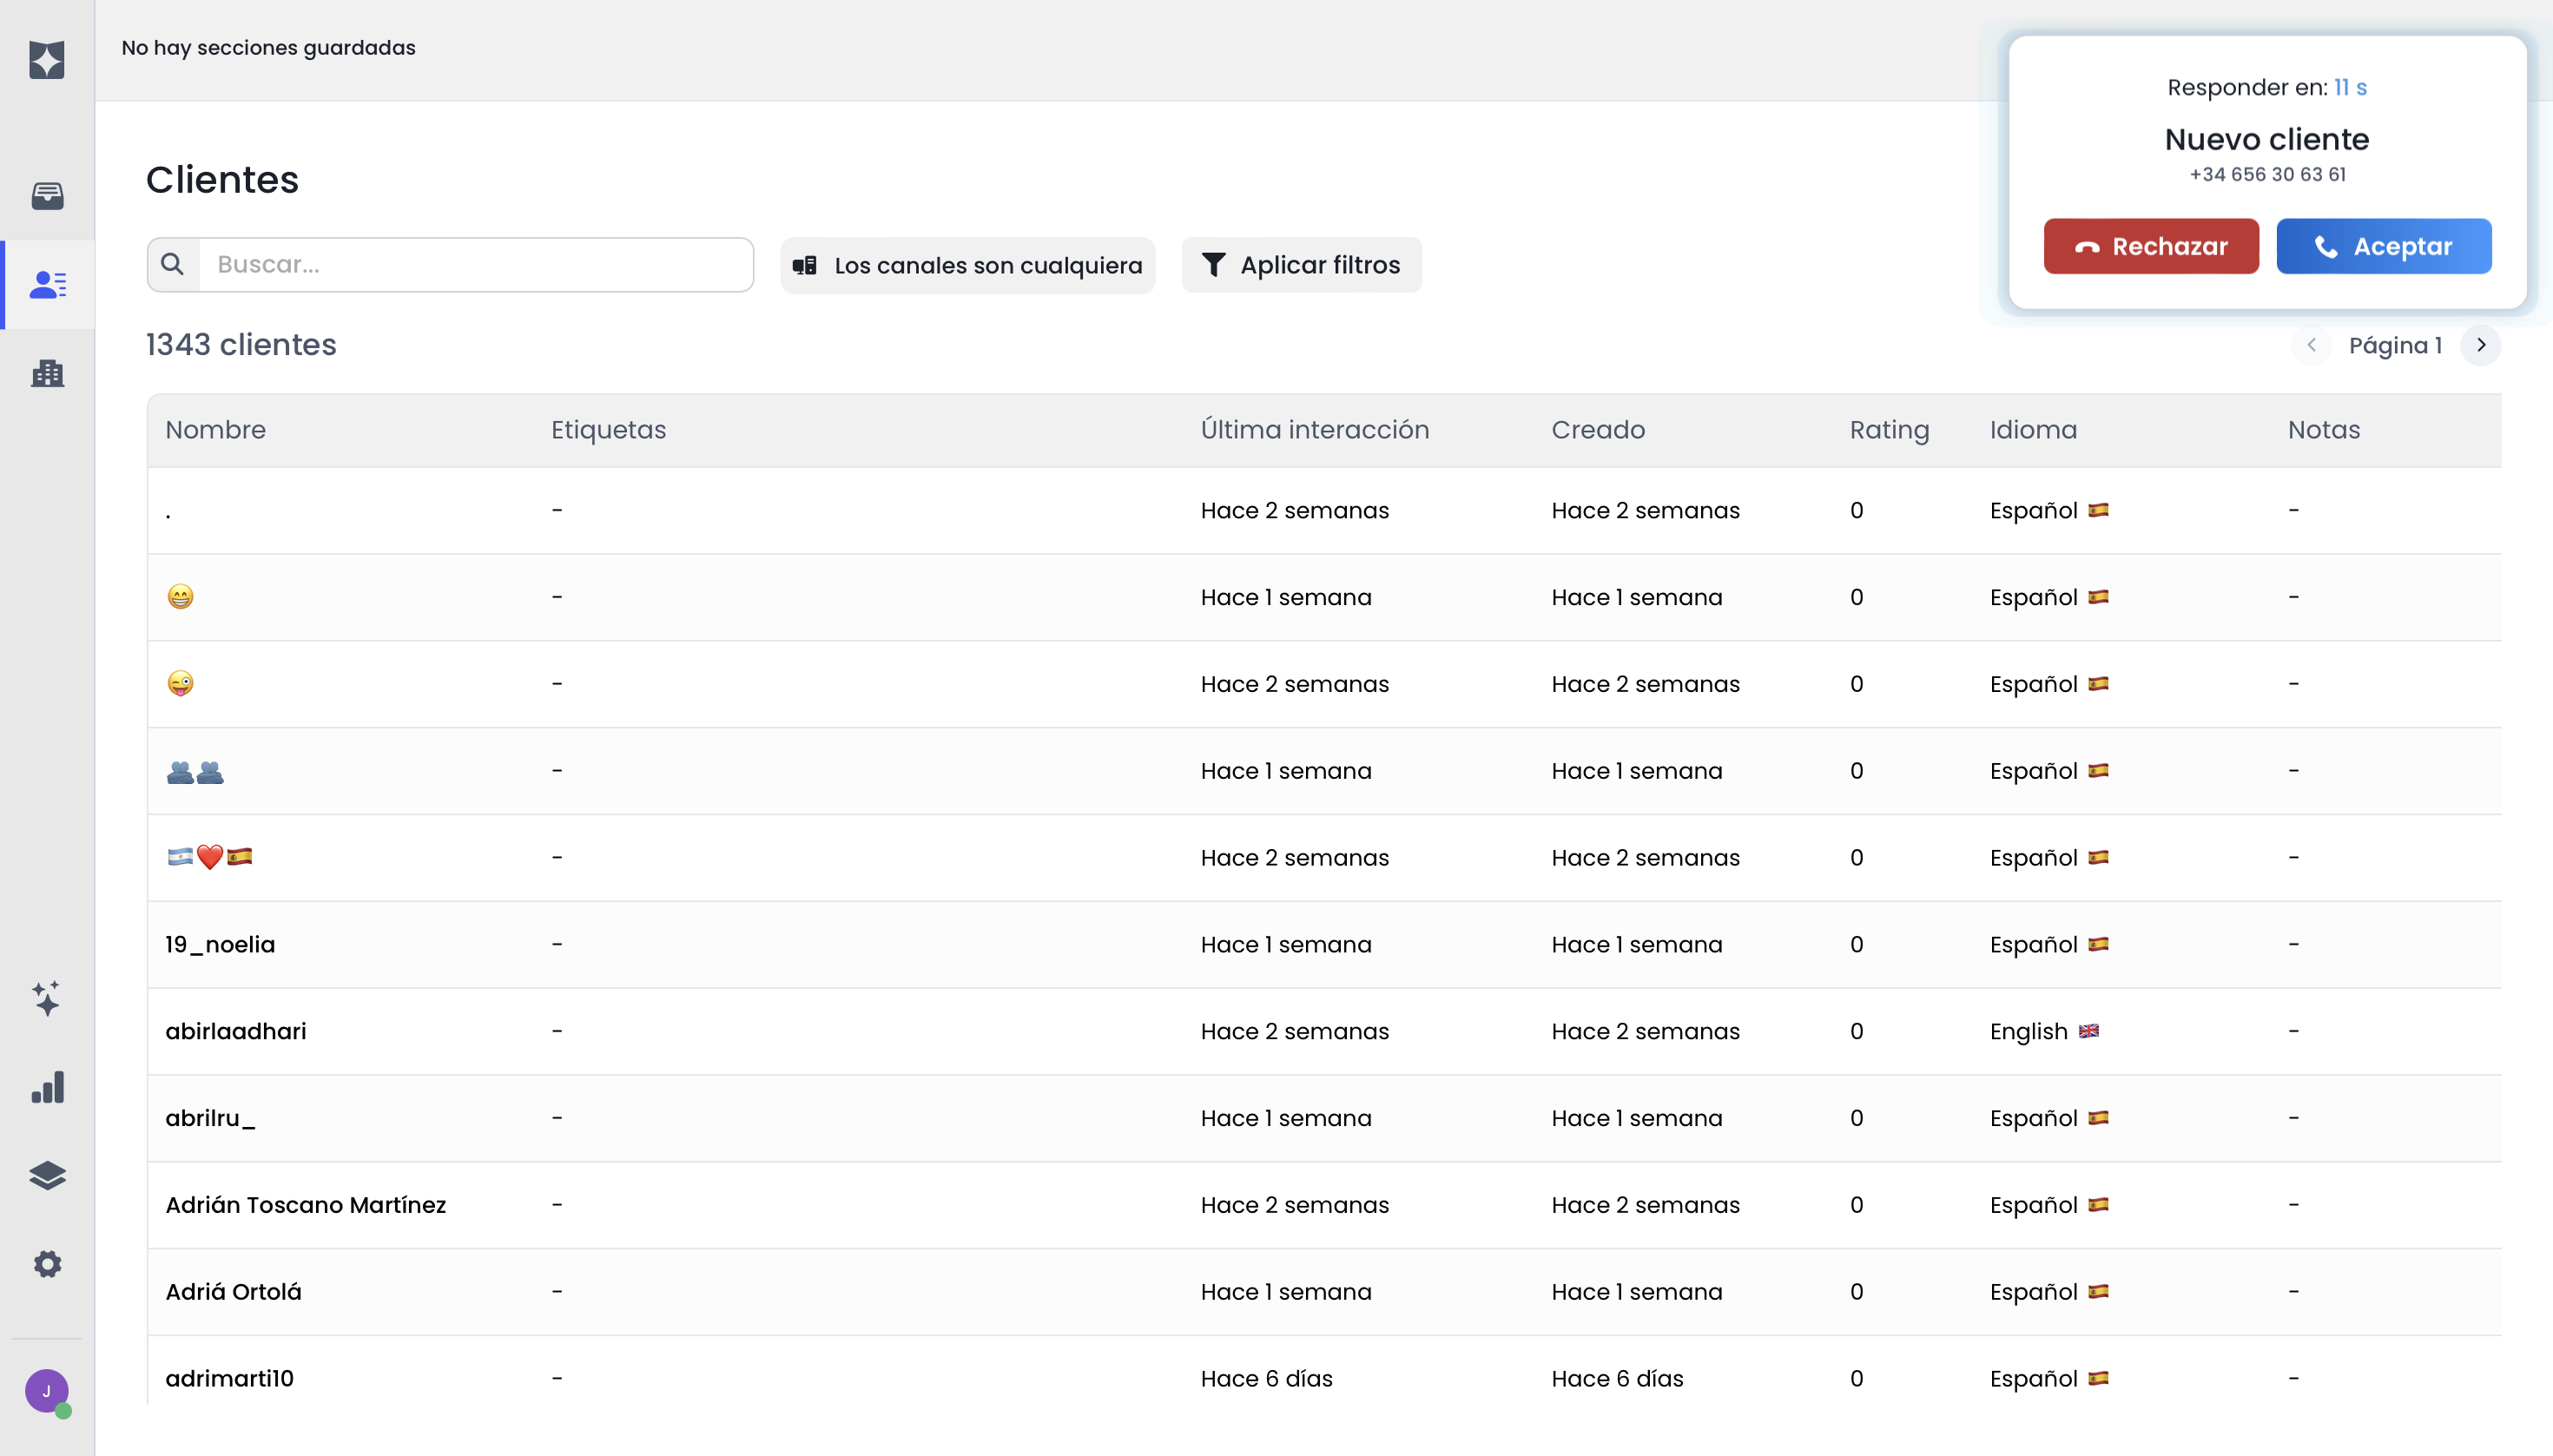 No hay secciones guardadas
Responder en: 11 s
Nuevo cliente
+34 656 30 63 61
Rechazar
Aceptar
Clientes
Buscar...
Los canales son cualquiera
Aplicar filtros
1343 clientes
Página 1
Nombre Etiquetas Última interacción Creado Rating Idioma Notas
. - Hace 2 semanas Hace 2 semanas 0 Español 🇪🇸 -
😁 - Hace 1 semana Hace 1 semana 0 Español 🇪🇸 -
😜 - Hace 2 semanas Hace 2 semanas 0 Español 🇪🇸 -
🫂🫂 - Hace 1 semana Hace 1 semana 0 Español 🇪🇸 -
🇦🇷❤️🇪🇸 - Hace 2 semanas Hace 2 semanas 0 Español 🇪🇸 -
19_noelia - Hace 1 semana Hace 1 semana 0 Español 🇪🇸 -
abirlaadhari - Hace 2 semanas Hace 2 semanas 0 English 🇬🇧 -
abrilru_ - Hace 1 semana Hace 1 semana 0 Español 🇪🇸 -
Adrián Toscano Martínez - Hace 2 semanas Hace 2 semanas 0 Español 🇪🇸 -
Adriá Ortolá - Hace 1 semana Hace 1 semana 0 Español 🇪🇸 -
adrimarti10 - Hace 6 días Hace 6 días 0 Español 🇪🇸 -
J